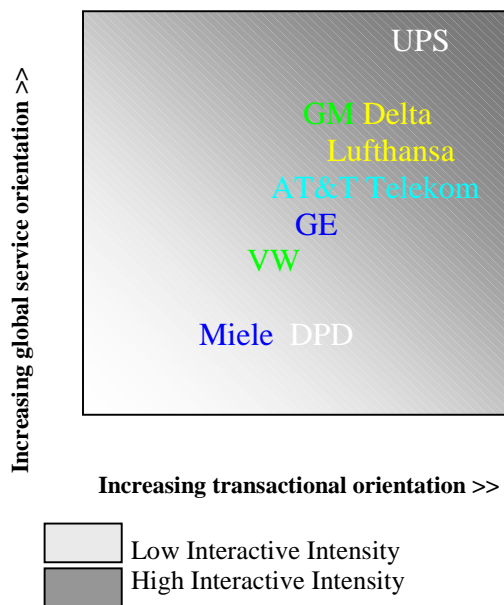 UPS
GM Delta
Lufthansa
AT&T Telekom
GE
VW
Miele DPD
Increasing global service orientation >>
Increasing transactional orientation >>
Low Interactive Intensity
High Interactive Intensity